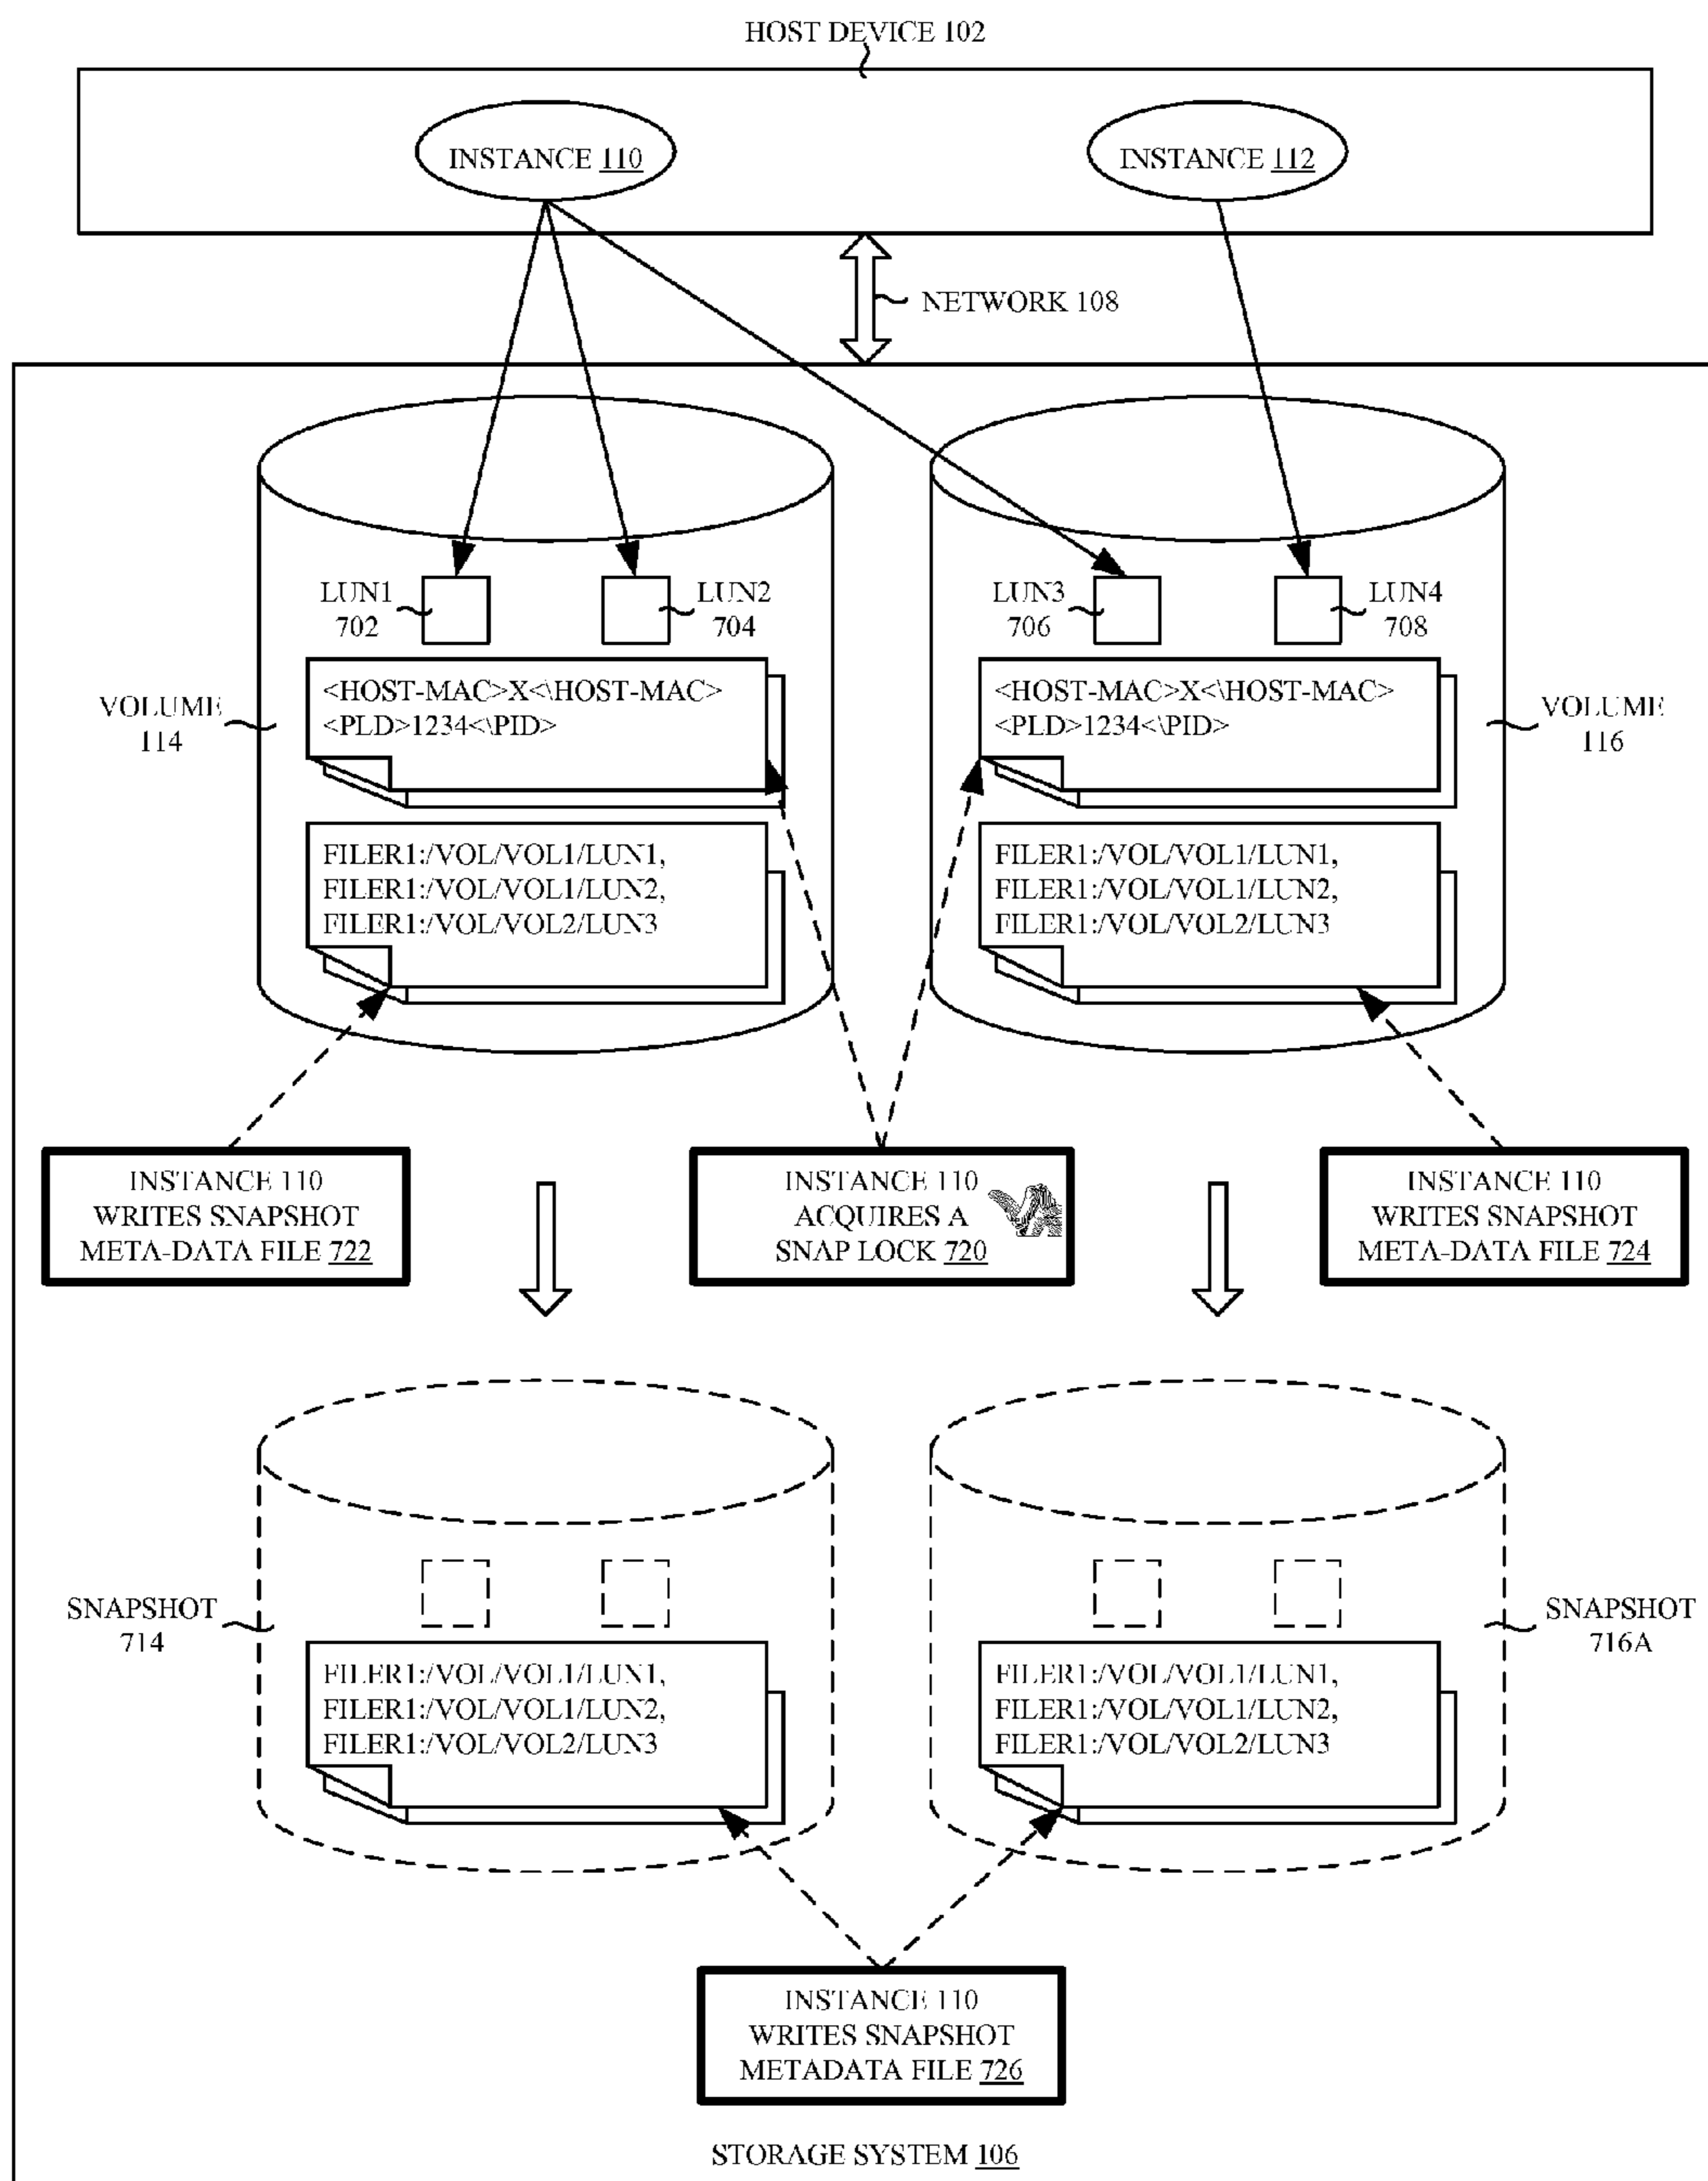 HOST DEVICE 102
INSTANCE 110
INSTANCE 112
NETWORK 108
LUN1
702
LUN2
704
LUN3
706
LUN4
708
VOLUME
114
<HOST-MAC>X<\HOST-MAC>
<PLD>1234<\PID>
<HOST-MAC>X<\HOST-MAC>
<PLD>1234<\PID>
VOLUME
116
FILER1:/VOL/VOL1/LUN1,
FILER1:/VOL/VOL1/LUN2,
FILER1:/VOL/VOL2/LUN3
FILER1:/VOL/VOL1/LUN1,
FILER1:/VOL/VOL1/LUN2,
FILER1:/VOL/VOL2/LUN3
INSTANCE 110
WRITES SNAPSHOT
META-DATA FILE 722
INSTANCE 110
ACQUIRES A
SNAP LOCK 720
INSTANCE 110
WRITES SNAPSHOT
META-DATA FILE 724
SNAPSHOT
714
FILER1:/VOL/VOL1/LUN1,
FILER1:/VOL/VOL1/LUN2,
FILER1:/VOL/VOL2/LUN3
FILER1:/VOL/VOL1/LUN1,
FILER1:/VOL/VOL1/LUN2,
FILER1:/VOL/VOL2/LUN3
SNAPSHOT
716A
INSTANCE 110
WRITES SNAPSHOT
METADATA FILE 726
STORAGE SYSTEM 106